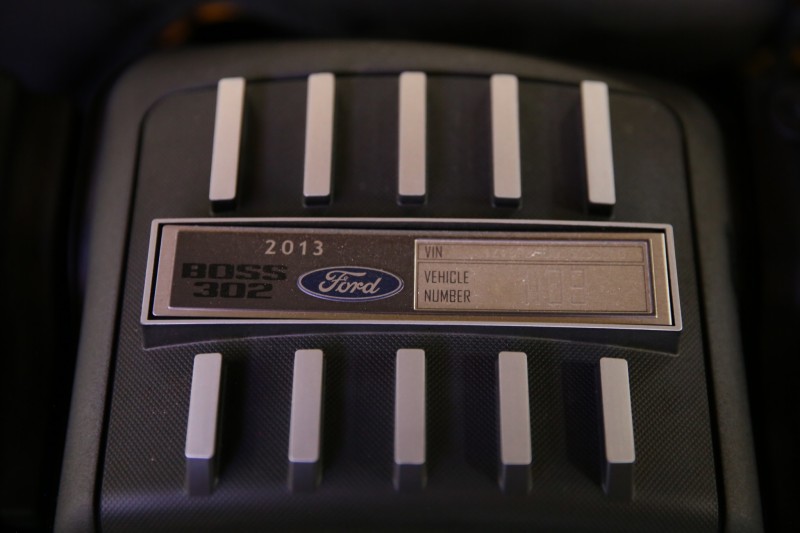 2013
BOSS
302
Ford
VIN
VEHICLE
NUMBER